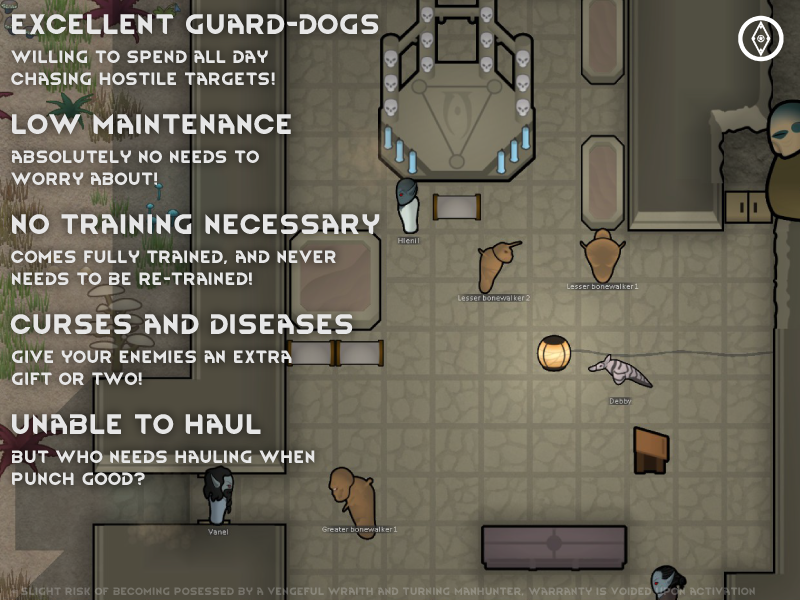 EXCELLENT GUARD-DOGS
WILLING TO SPEND ALL DAY
CHASING HOSTILE TARGETS!
LOW MAINTENANCE
ABSOLUTELY NO NEEDS TO
WORRY ABOUT!
NO TRAINING NECESSARY
COMES FULLY TRAINED, AND NEVER
NEEDS TO BE RE-TRAINED!
CURSES AND DISEASES
GIVE YOUR ENEMIES AN EXTRA
GIFT OR TWO!
UNABLE TO HAUL
BUT WHO NEEDS HAULING WHEN
PUNCH GOOD?
Hleni
Lesser bonewalker 2
Lesser bonewalker 1
Debby
Vanel
Greater bonewalker 1
SLIGHT RISK OF BECOMING POSESSED BY A VENGEFUL WRAITH AND TURNING MANHUNTER, WARRANTY IS VOIDED UPON ACTIVATION